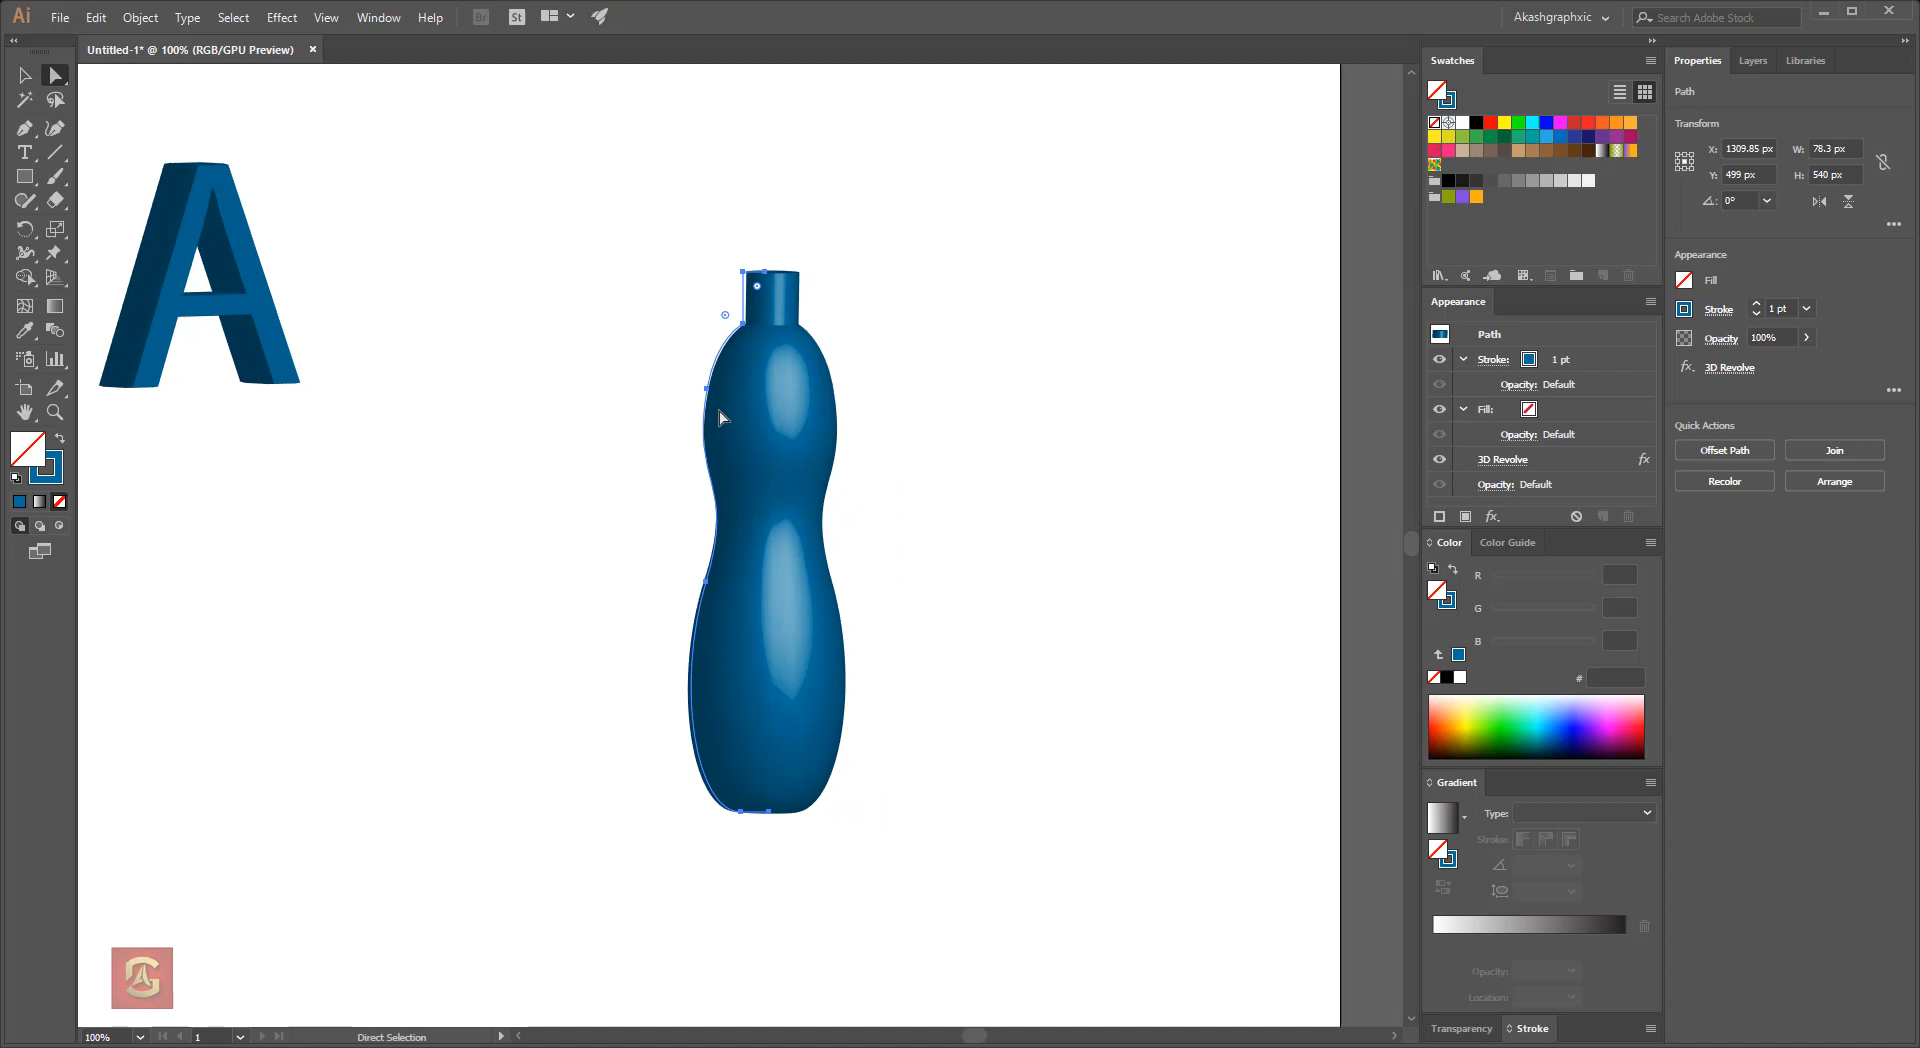 Ai File Edit Object Type Select Effect View Window Help Br St Akashgraphxic Search Adobe Stock
Untitled-1* @ 100% (RGB/GPU Preview)
A
Swatches
Properties Layers Libraries
Path
Transform
X: 1309.85 px W: 78.3 px
Y: 499 px H: 540 px
0°
Appearance
Fill
Stroke 1 pt
Opacity 100%
fx. 3D Revolve
Quick Actions
Offset Path Join
Recolor Arrange
Appearance
Path
Stroke: 1 pt
Opacity: Default
Fill:
Opacity: Default
3D Revolve fx
Opacity: Default
fx.
Color Color Guide
R
G
B
#
Gradient
Type:
Stroke:
Opacity:
Location:
Transparency Stroke
100% 1 Direct Selection
G